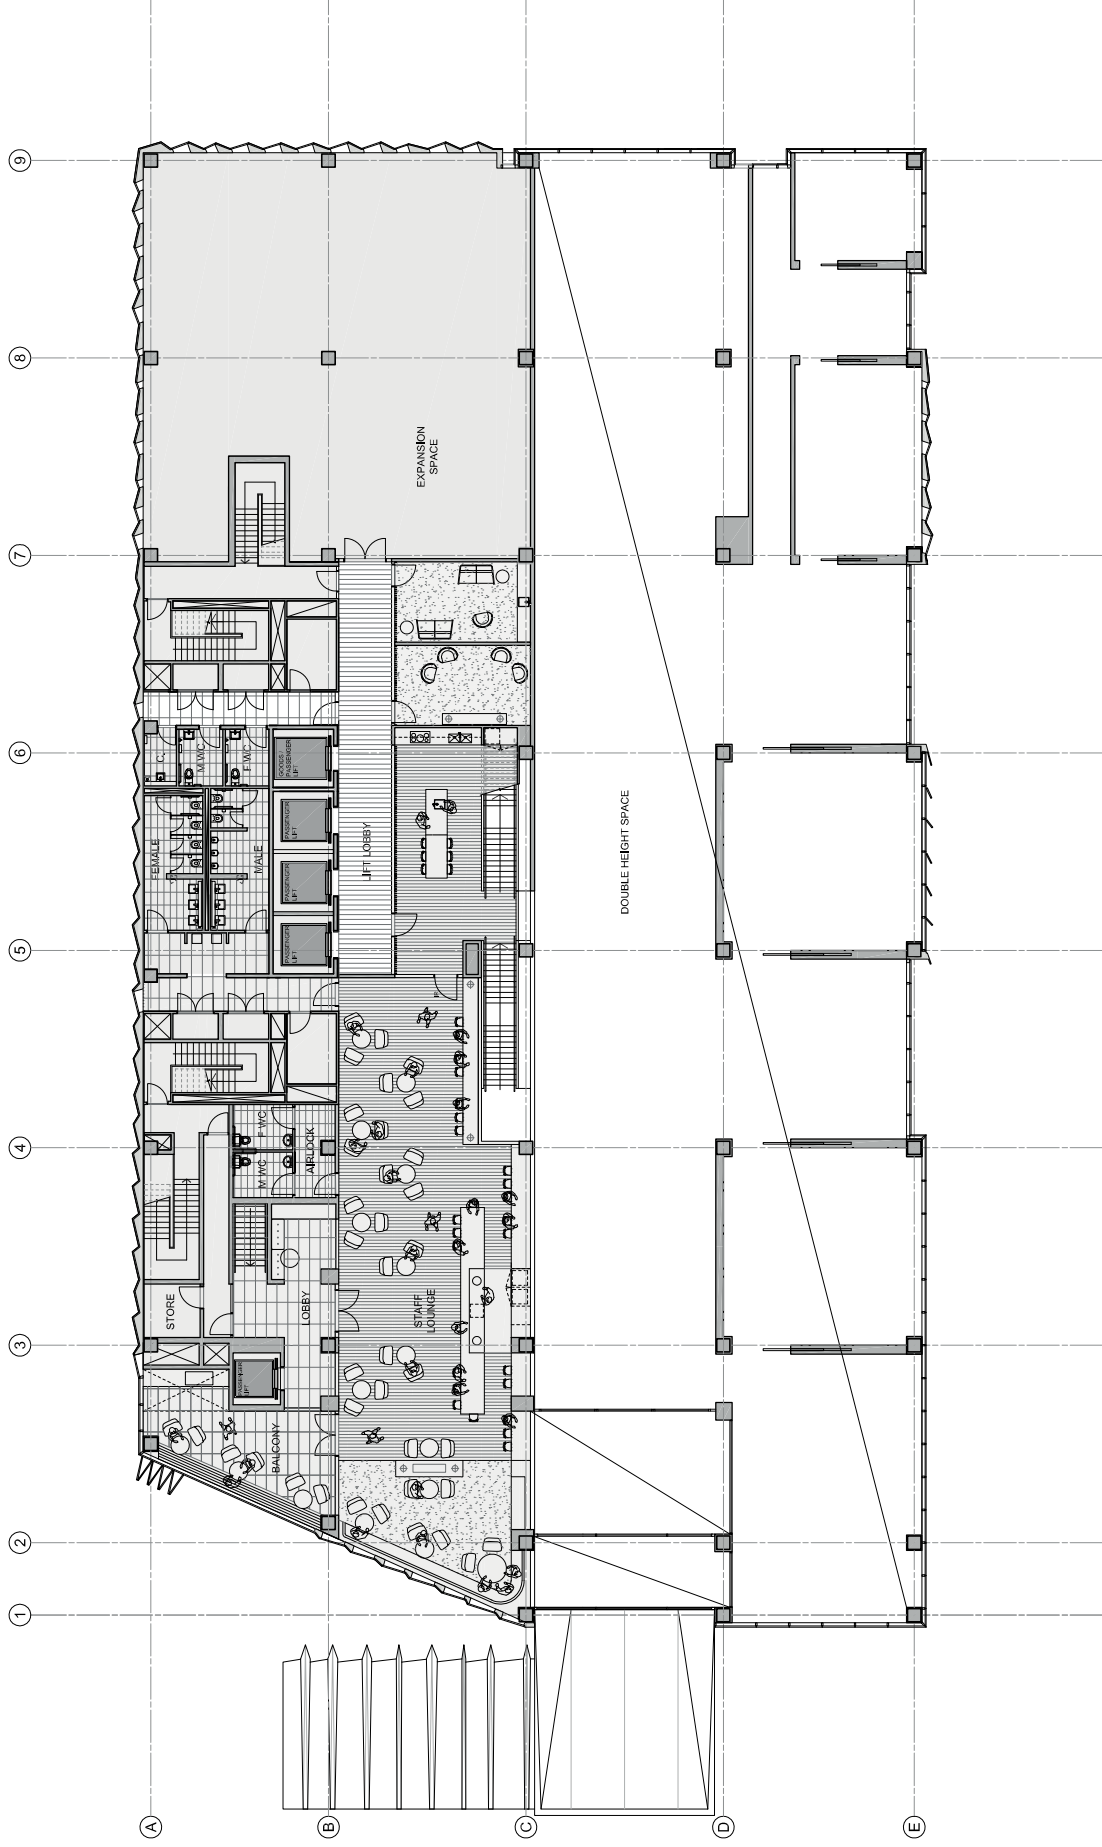 9
8
7
6
5
4
3
2
1
A
B
C
D
E
EXPANSION
SPACE
DOUBLE HEIGHT SPACE
LIFT LOBBY
GOODS/
PASSENGER
LIFT
PASSENGER
LIFT
PASSENGER
LIFT
PASSENGER
LIFT
M WC
F WC
FEMALE
MALE
F WC
M WC
AIRLOCK
STORE
LOBBY
STAFF
LOUNGE
PASSENGER
LIFT
BALCONY